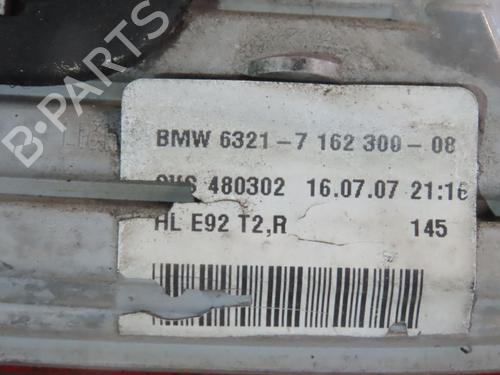 B-PARTS
BMW 6321-7 162 300-08
480302 16.07.07 21:16
HL E92 T2,R 145